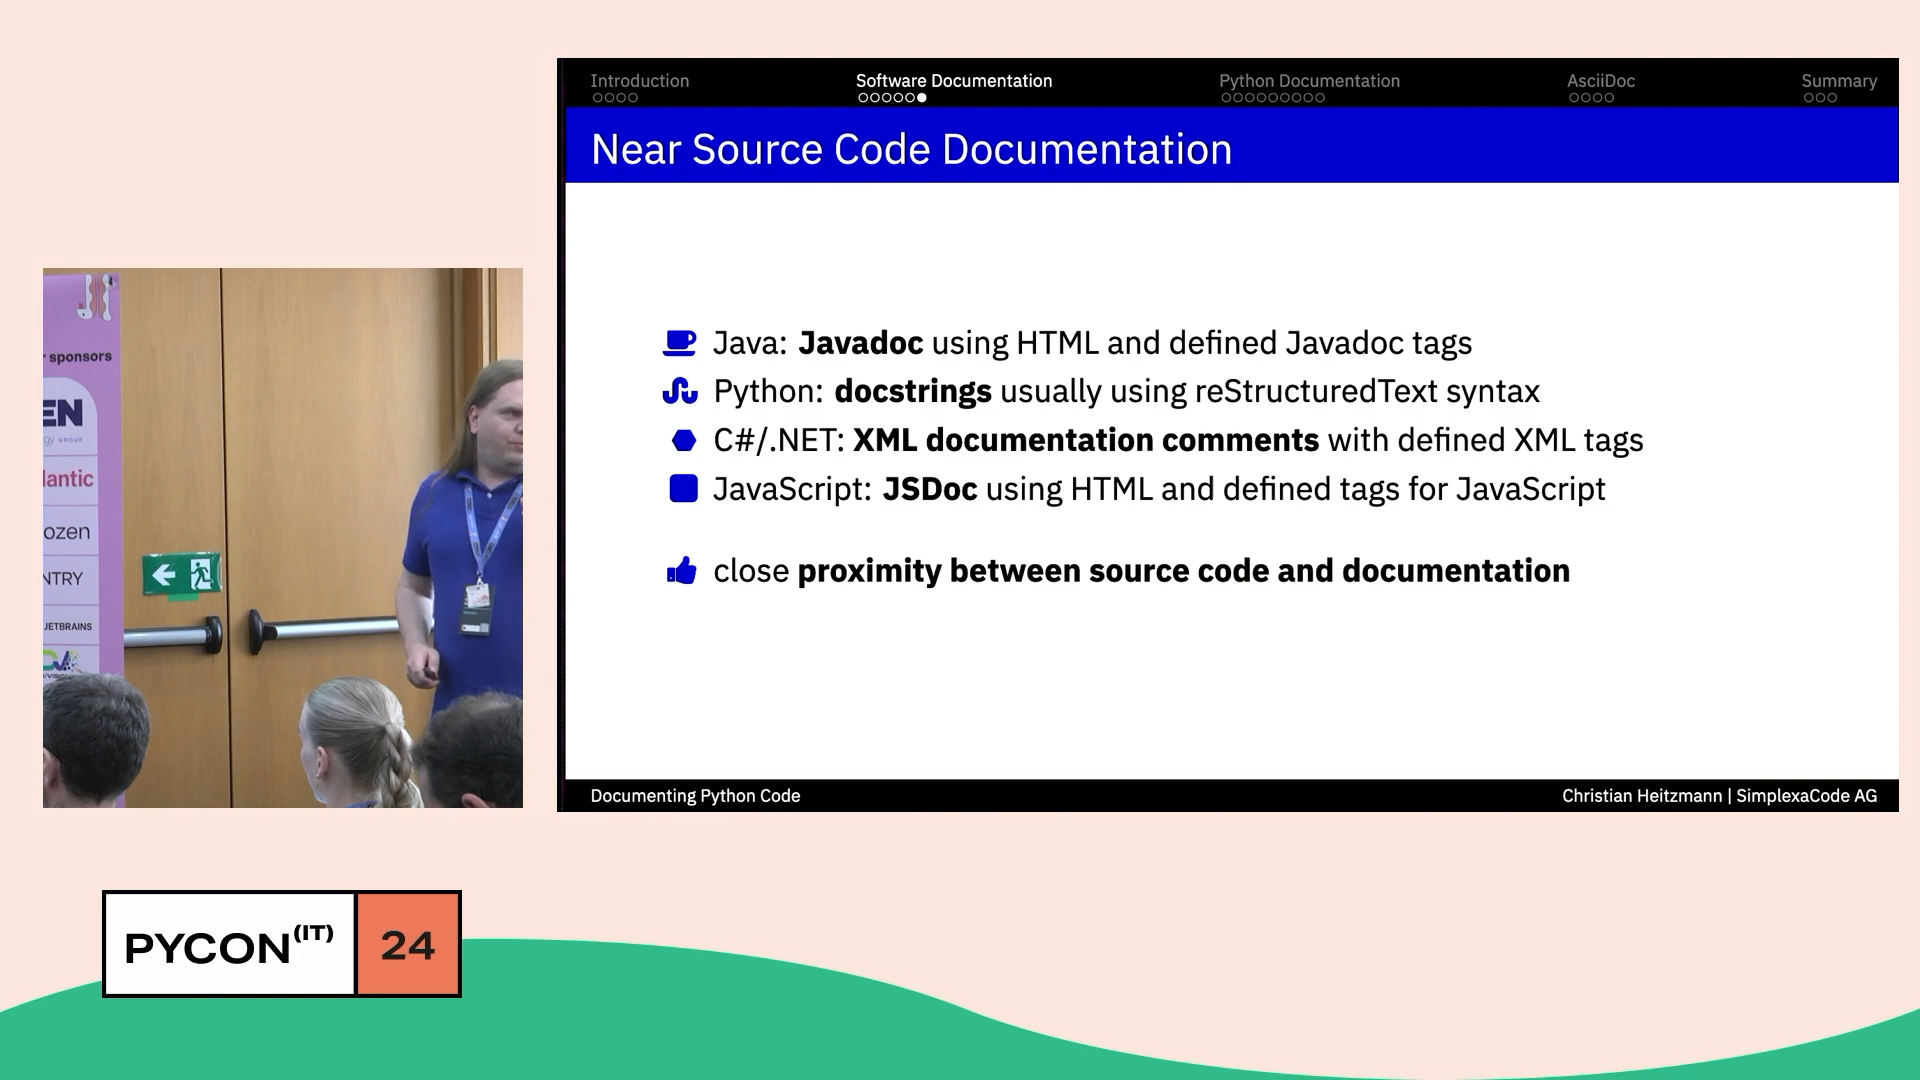 Introduction
Software Documentation
Python Documentation
AsciiDoc
Summary
Near Source Code Documentation
Java: Javadoc using HTML and defined Javadoc tags
Python: docstrings usually using reStructuredText syntax
C#/.NET: XML documentation comments with defined XML tags
JavaScript: JSDoc using HTML and defined tags for JavaScript
close proximity between source code and documentation
Documenting Python Code
Christian Heitzmann | SimplexaCode AG
sponsors
EN
GROUP
lantic
ozen
NTRY
JETBRAINS
PYCON(IT) 24